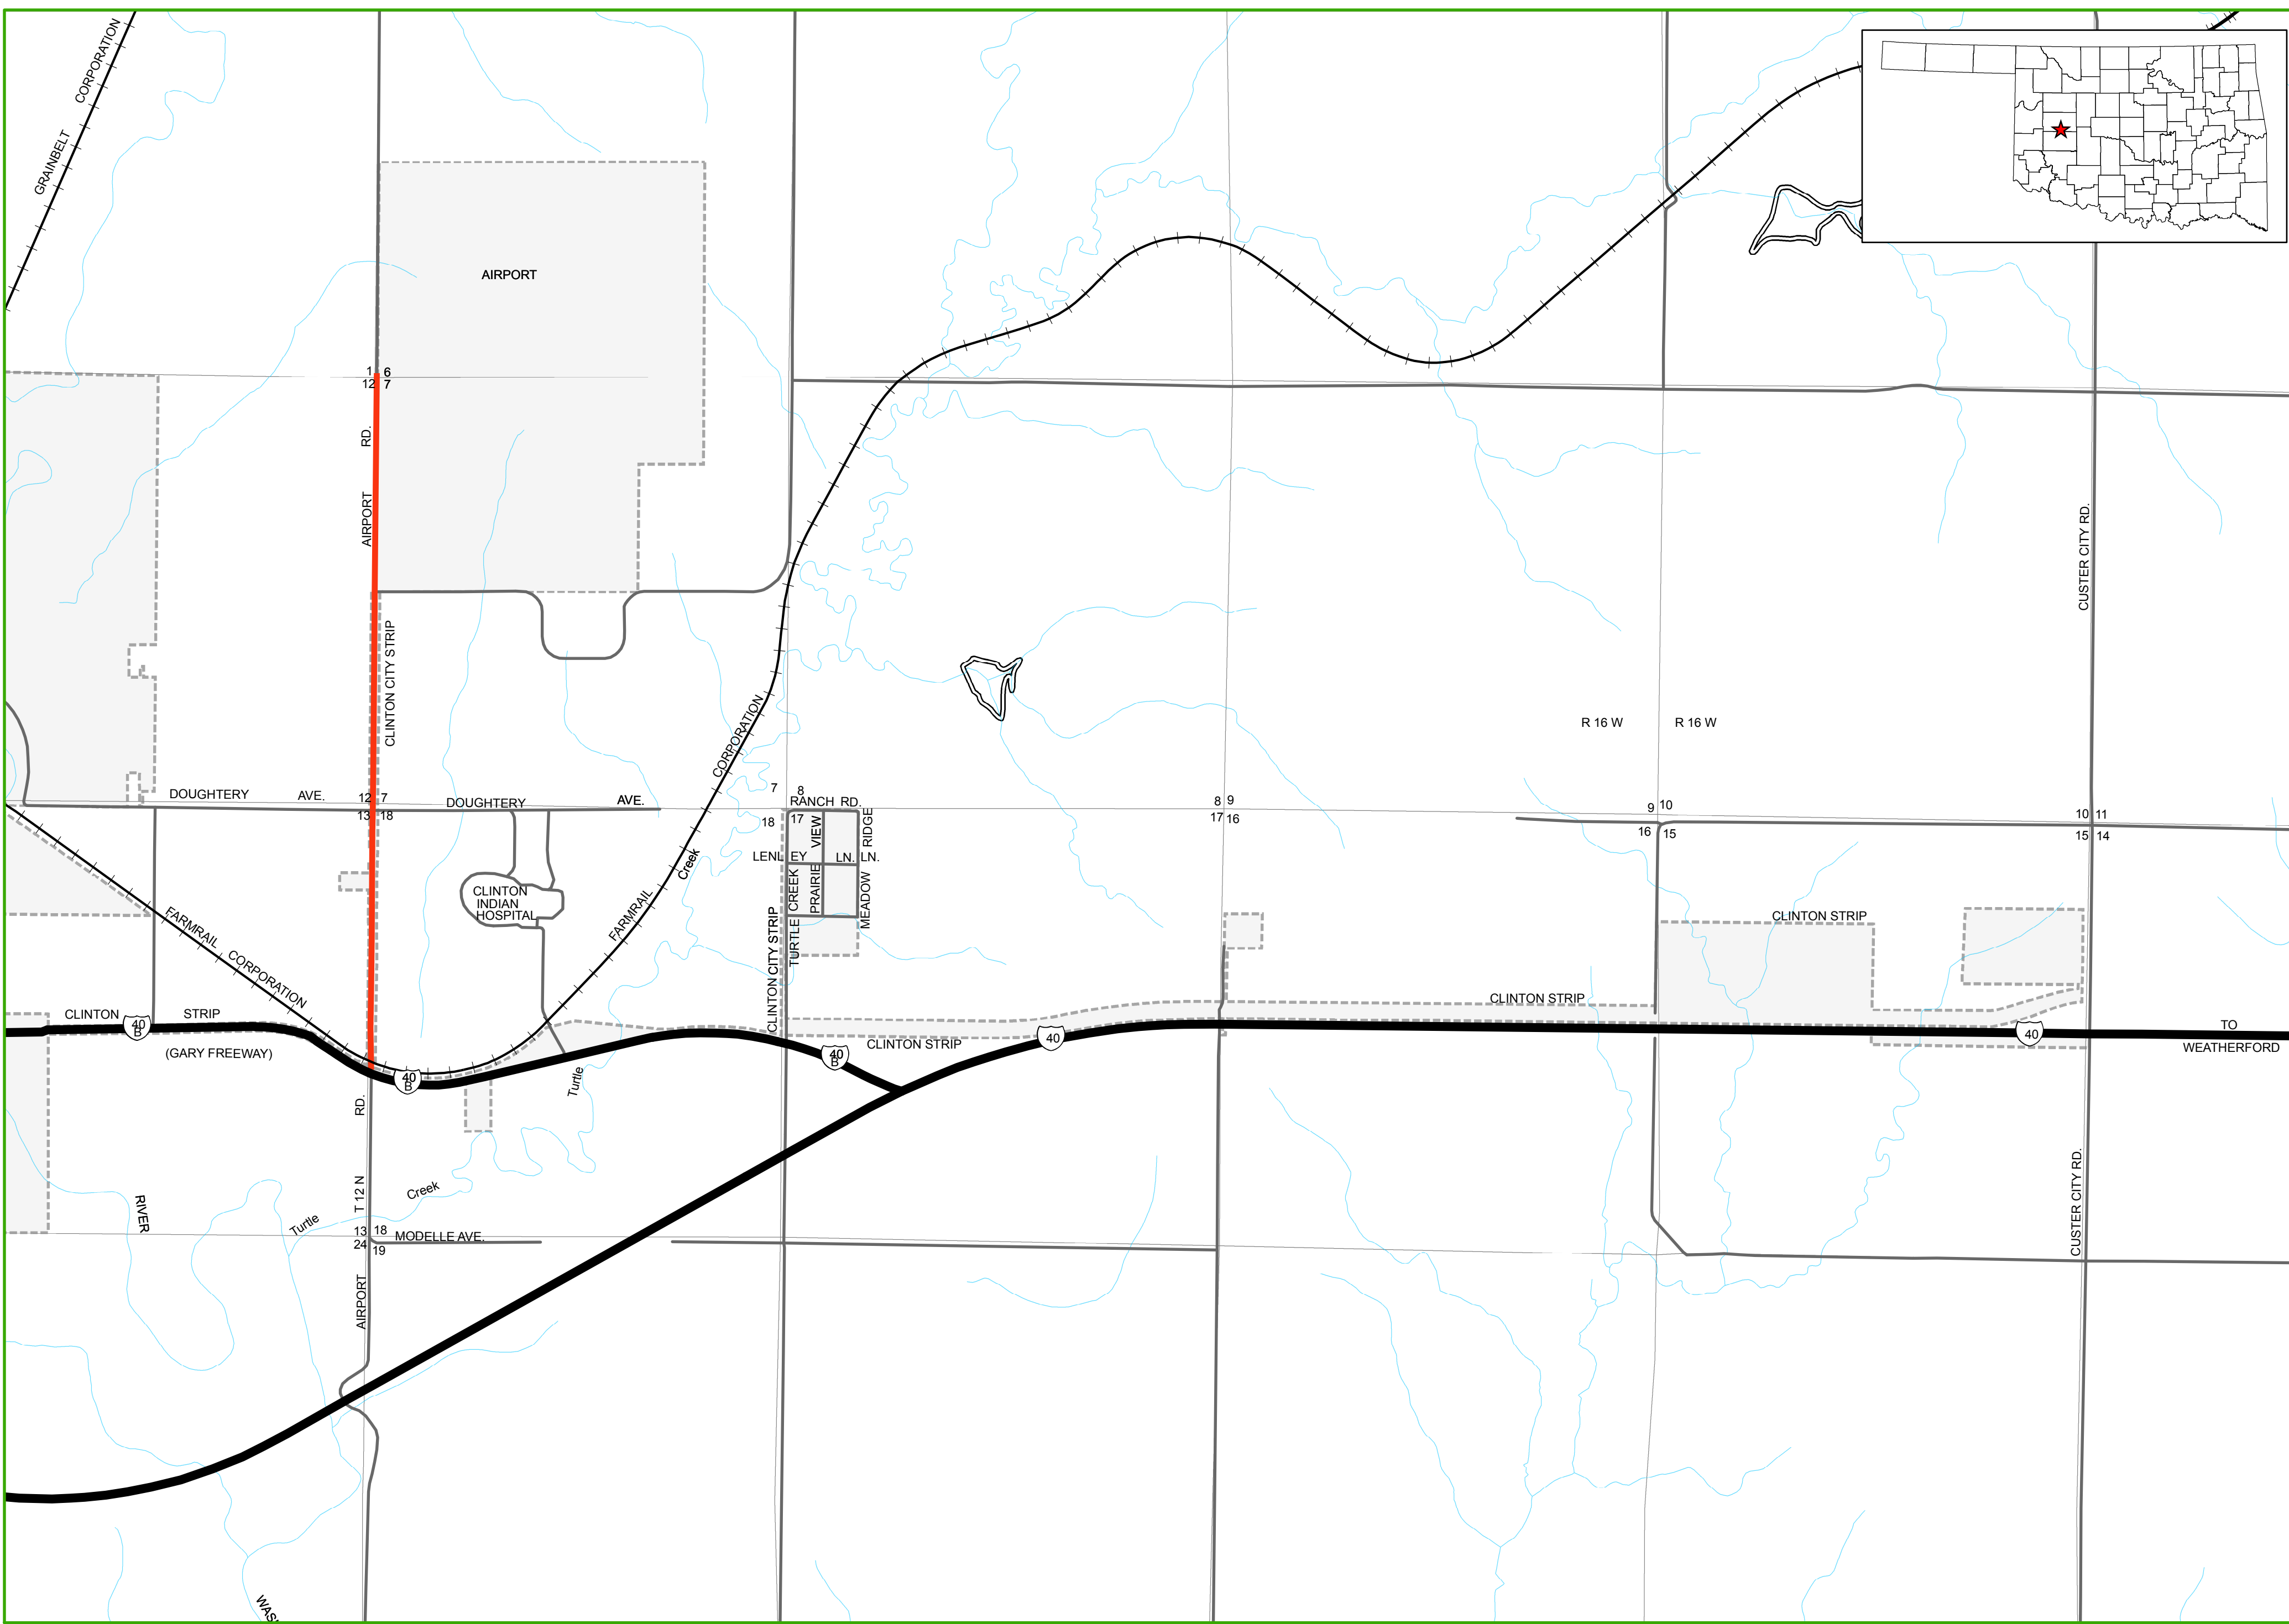 GRAINBELT CORPORATION
AIRPORT
1 6
12 7
AIRPORT RD.
CLINTON CITY STRIP
CUSTER CITY RD.
R 16 W R 16 W
FARMRAIL Creek CORPORATION
DOUGHTERY AVE.
12 7
13 18
DOUGHTERY AVE.
7 8
18 17
RANCH RD.
8 9
17 16
9 10
16 15
10 11
15 14
LENL EY LN. LN.
PRAIRIE VIEW
MEADOW RIDGE
TURTLE CREEK
CLINTON CITY STRIP
CLINTON
INDIAN
HOSPITAL
FARMRAIL CORPORATION
CLINTON STRIP
CLINTON STRIP
CLINTON STRIP
40
B
(GARY FREEWAY)
40
B
CLINTON STRIP
40
B
40
40
TO
WEATHERFORD
Turtle
RD.
T 12 N
Creek
Turtle
RIVER
13 18
24 19
MODELLE AVE.
AIRPORT
CUSTER CITY RD.